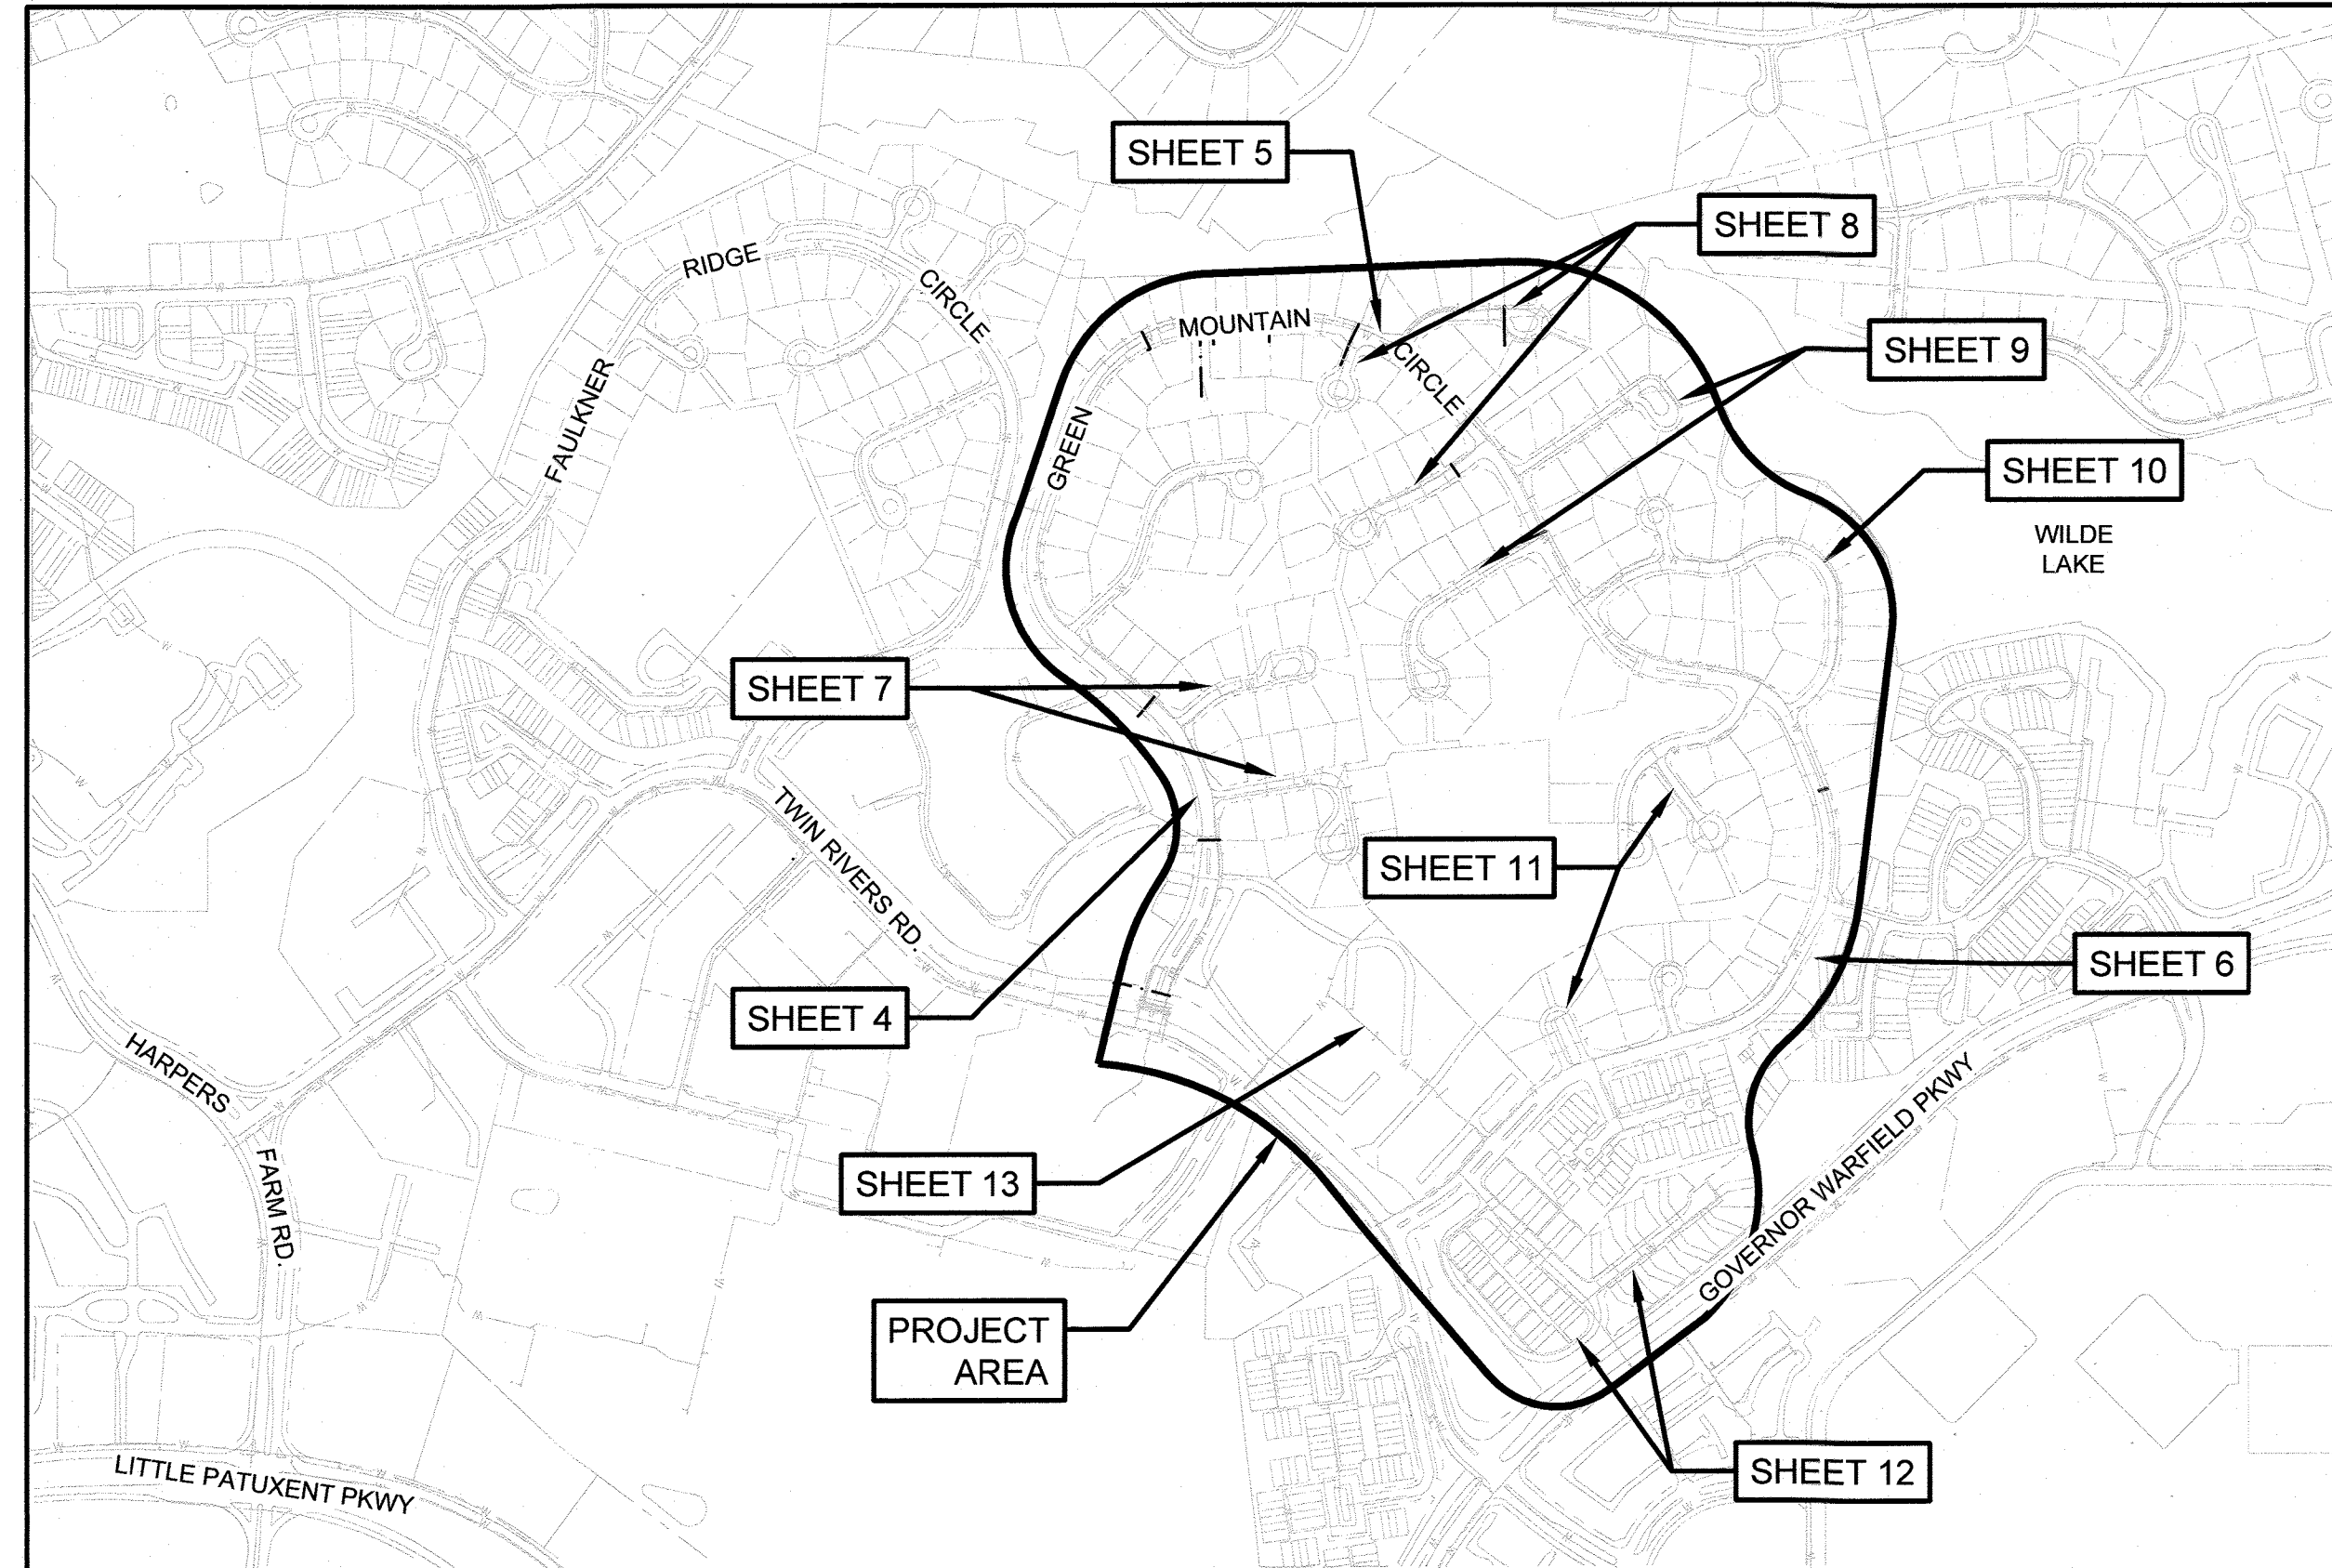 SHEET 5
SHEET 8
RIDGE
CIRCLE
MOUNTAIN
SHEET 9
CIRCLE
FAULKNER
GREEN
SHEET 10
WILDE
LAKE
SHEET 7
TWIN RIVERS RD.
SHEET 11
SHEET 6
SHEET 4
HARPERS
FARM RD.
SHEET 13
GOVERNOR WARFIELD PKWY
PROJECT
AREA
SHEET 12
LITTLE PATUXENT PKWY